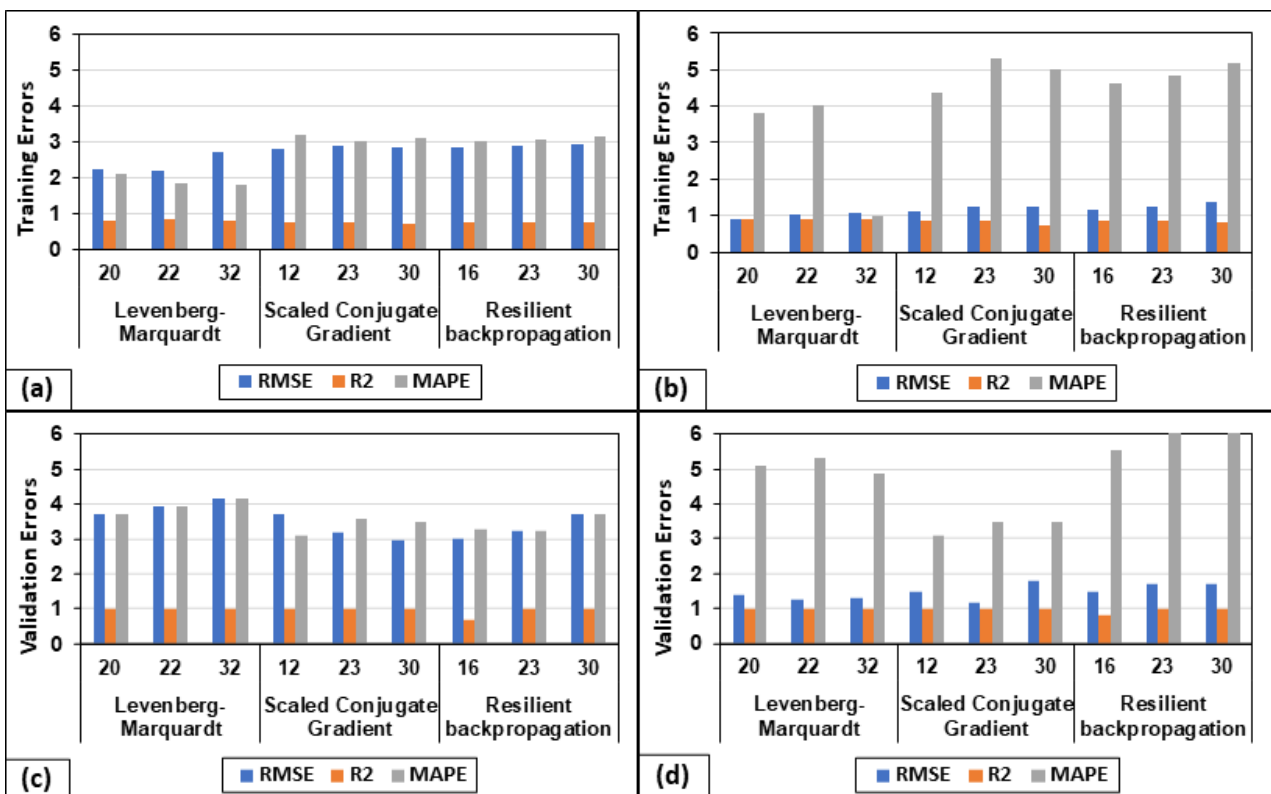 Training Errors
6
5
4
3
2
1
0
20 22 32 12 23 30 16 23 30
Levenberg-
Marquardt
Scaled Conjugate
Gradient
Resilient
backpropagation
RMSE R2 MAPE
(a)
Training Errors
6
5
4
3
2
1
0
20 22 32 12 23 30 16 23 30
Levenberg-
Marquardt
Scaled Conjugate
Gradient
Resilient
backpropagation
RMSE R2 MAPE
(b)
Validation Errors
6
5
4
3
2
1
0
20 22 32 12 23 30 16 23 30
Levenberg-
Marquardt
Scaled Conjugate
Gradient
Resilient
backpropagation
RMSE R2 MAPE
(c)
Validation Errors
6
5
4
3
2
1
0
20 22 32 12 23 30 16 23 30
Levenberg-
Marquardt
Scaled Conjugate
Gradient
Resilient
backpropagation
RMSE R2 MAPE
(d)